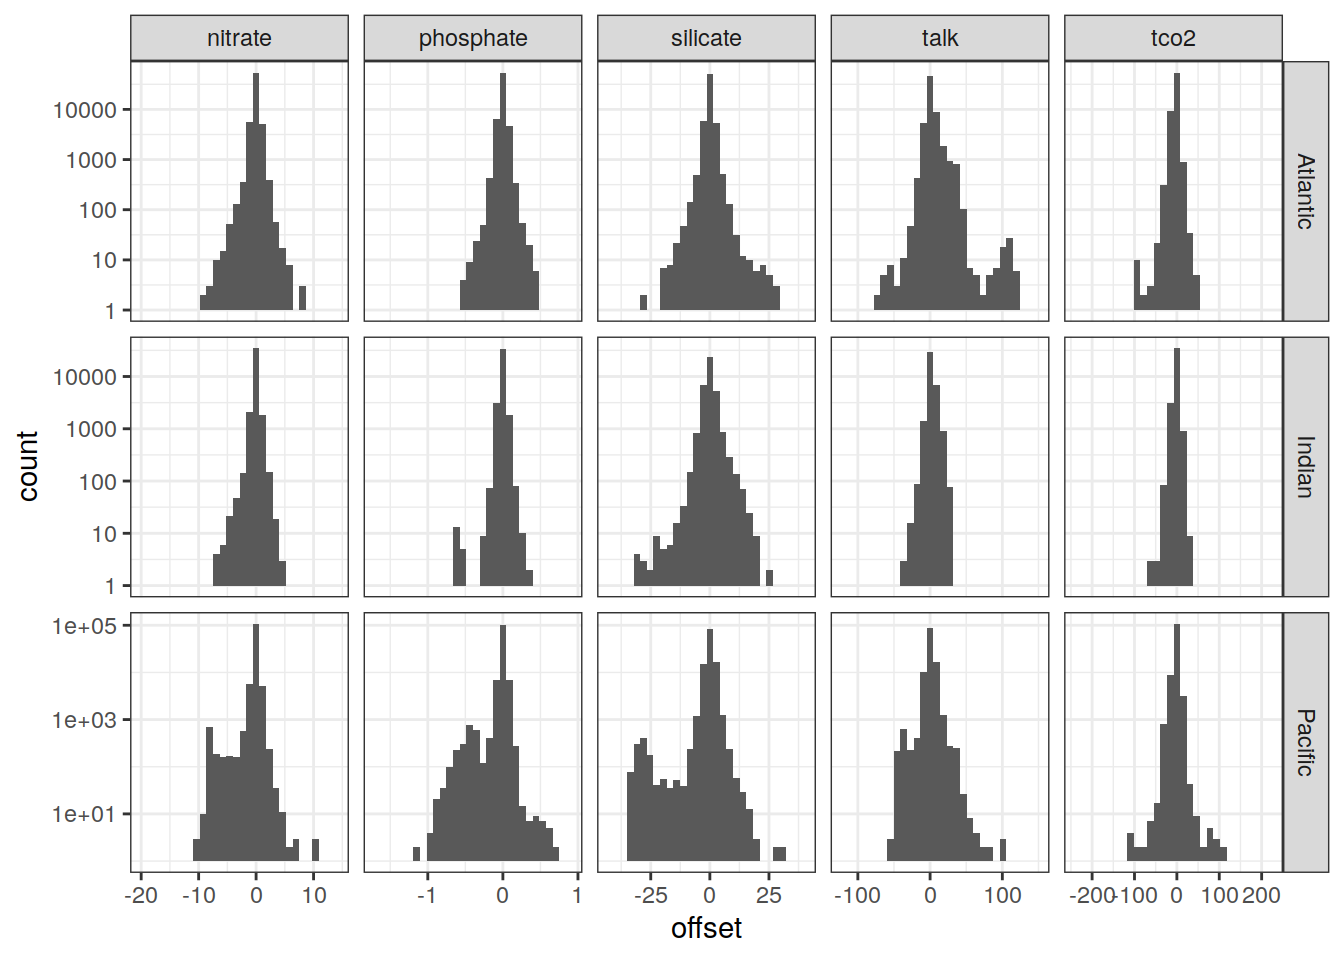 nitrate phosphate silicate talk tco2
10000
1000
100
10
1
Atlantic
10000
1000
100
10
1
Indian
count
1e+05
1e+03
1e+01
Pacific
-20 -10 0 10 -1 0 1 -25 0 25 -100 0 100 -200 -100 0 100 200
offset